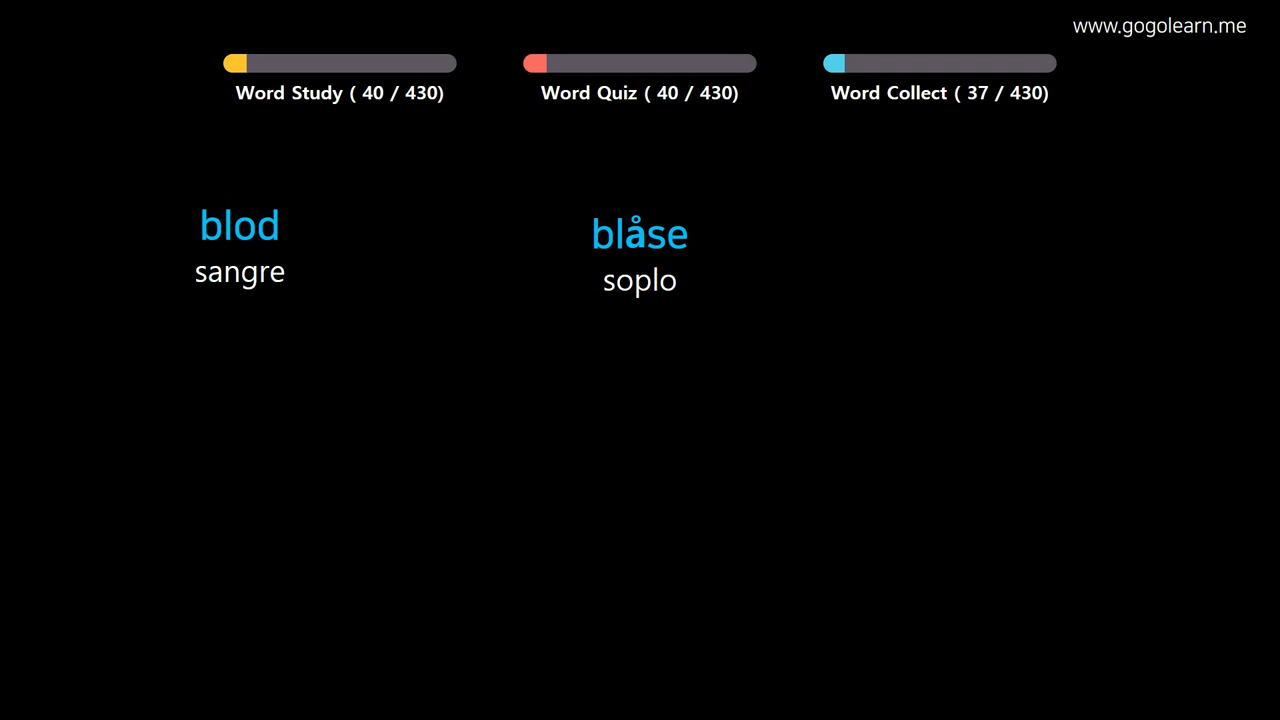 www.gogolearn.me
Word Study ( 40 / 430)
Word Quiz ( 40 / 430)
Word Collect ( 37 / 430)
blod
sangre
blåse
soplo